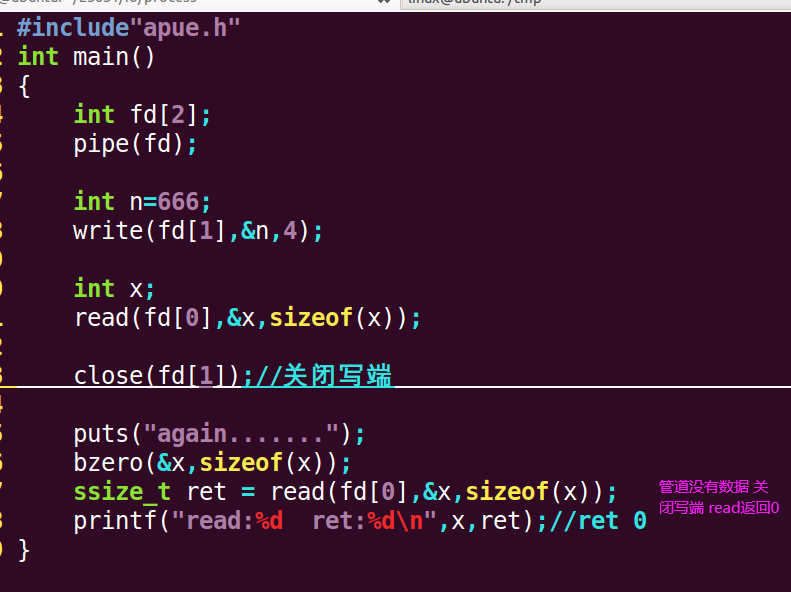 #include"apue.h"
int main()
{
    int fd[2];
    pipe(fd);
    int n=666;
    write(fd[1],&n,4);
    int x;
    read(fd[0],&x,sizeof(x));
    close(fd[1]);//关闭写端
    puts("again.......");
    bzero(&x,sizeof(x));
    ssize_t ret = read(fd[0],&x,sizeof(x));
管道没有数据 关
闭写端 read返回0
    printf("read:%d  ret:%d\n",x,ret);//ret 0
}